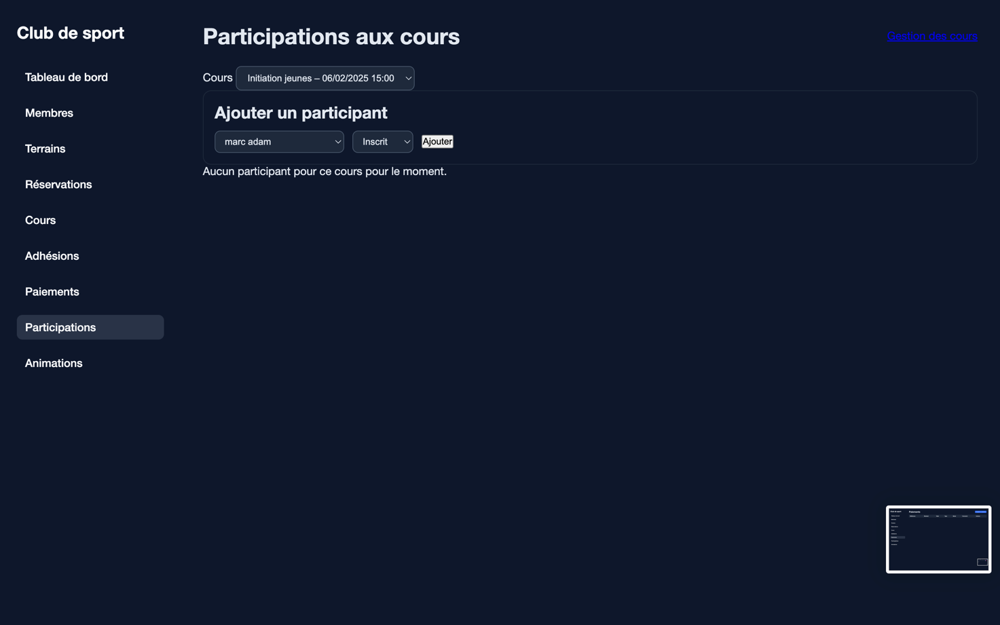 Club de sport
Tableau de bord
Membres
Terrains
Réservations
Cours
Adhésions
Paiements
Participations
Animations
Participations aux cours
Gestion des cours
Cours
Initiation jeunes – 06/02/2025 15:00
Ajouter un participant
marc adam
Inscrit
Ajouter
Aucun participant pour ce cours pour le moment.